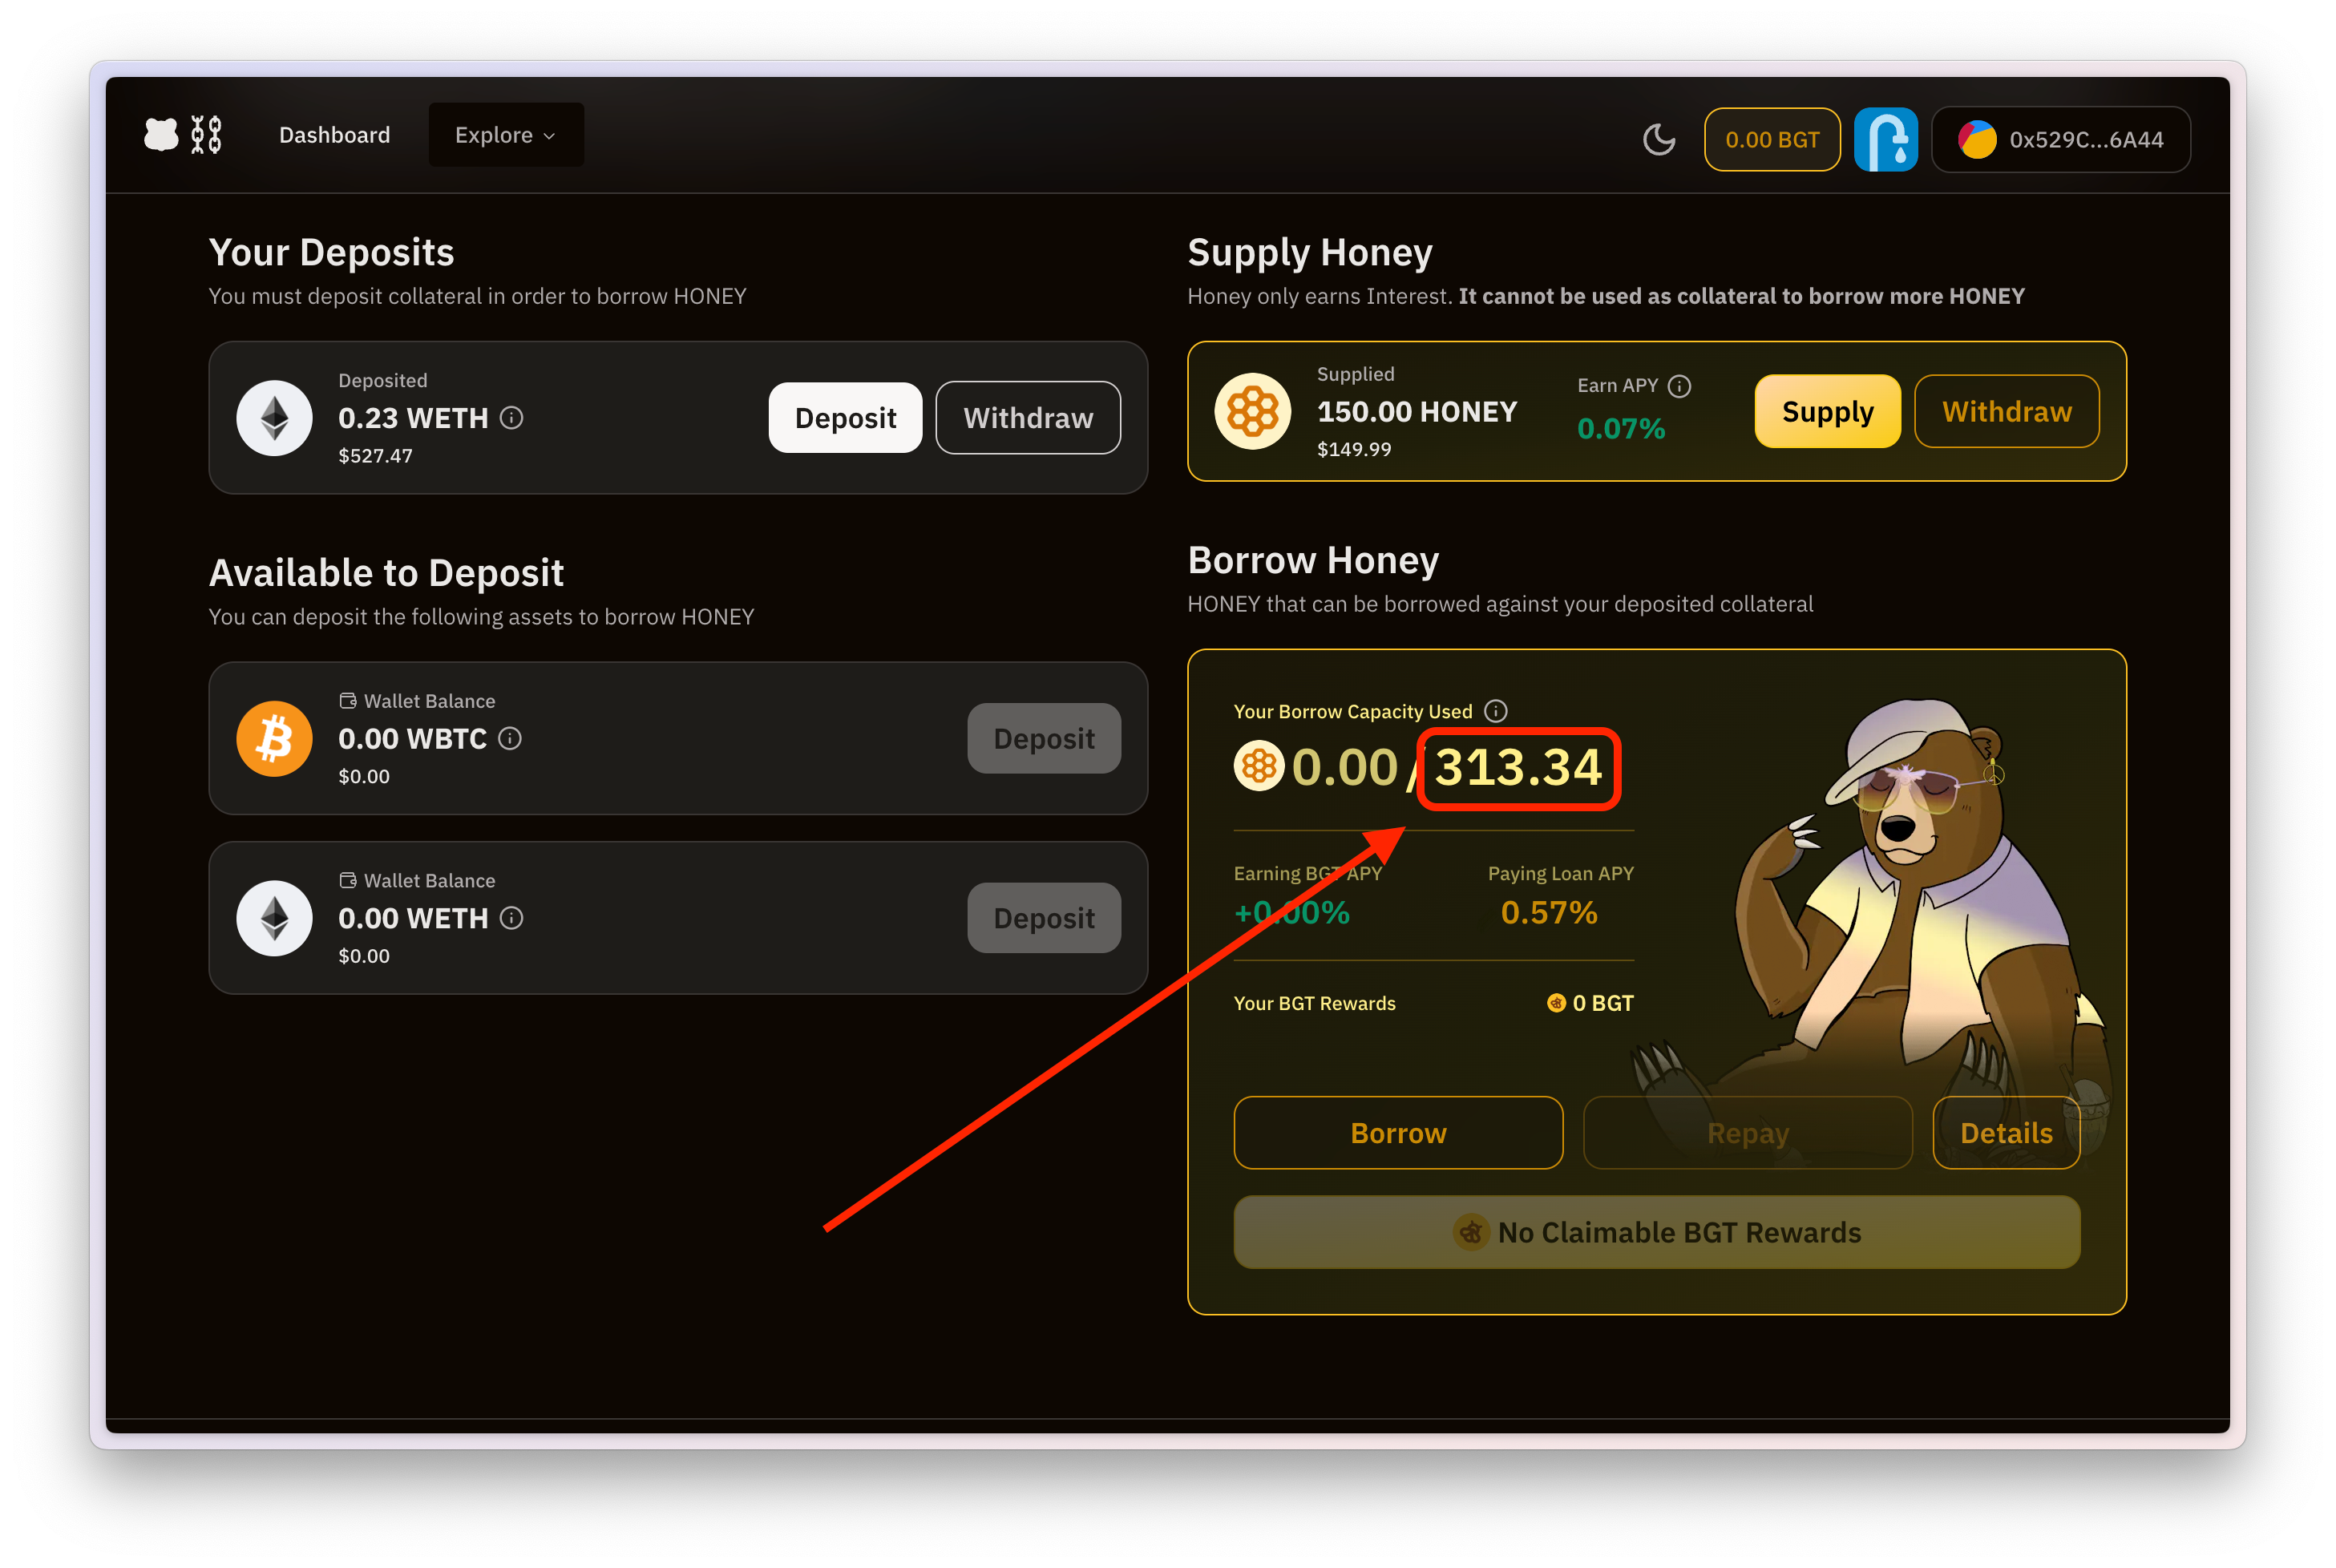 Dashboard
Explore
0.00 BGT
0x529C...6A44
Your Deposits
You must deposit collateral in order to borrow HONEY
Deposited
0.23 WETH
$527.47
Deposit
Withdraw
Available to Deposit
You can deposit the following assets to borrow HONEY
Wallet Balance
0.00 WBTC
$0.00
Deposit
Wallet Balance
0.00 WETH
$0.00
Deposit
Supply Honey
Honey only earns Interest. It cannot be used as collateral to borrow more HONEY
Supplied
150.00 HONEY
$149.99
Earn APY
0.07%
Supply
Withdraw
Borrow Honey
HONEY that can be borrowed against your deposited collateral
Your Borrow Capacity Used
0.00/313.34
Earning BGT APY
+0.00%
Paying Loan APY
0.57%
Your BGT Rewards
0 BGT
Borrow
Repay
Details
No Claimable BGT Rewards